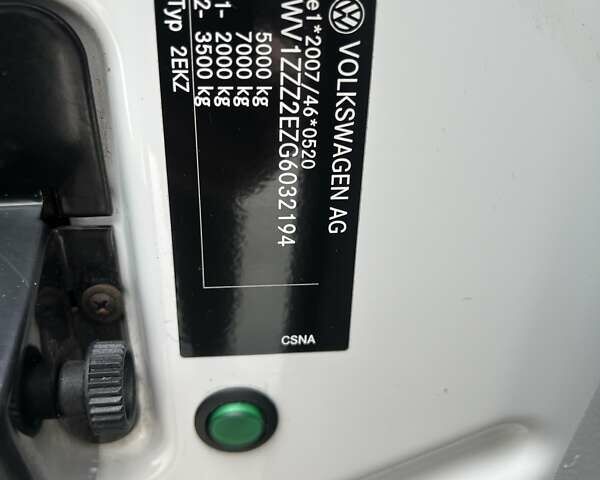 VOLKSWAGEN AG
e1*2007/46*0520
WV1ZZZ2EZG6032194
5000 kg
7000 kg
1- 2000 kg
2- 3500 kg
Typ 2EKZ
CSNA